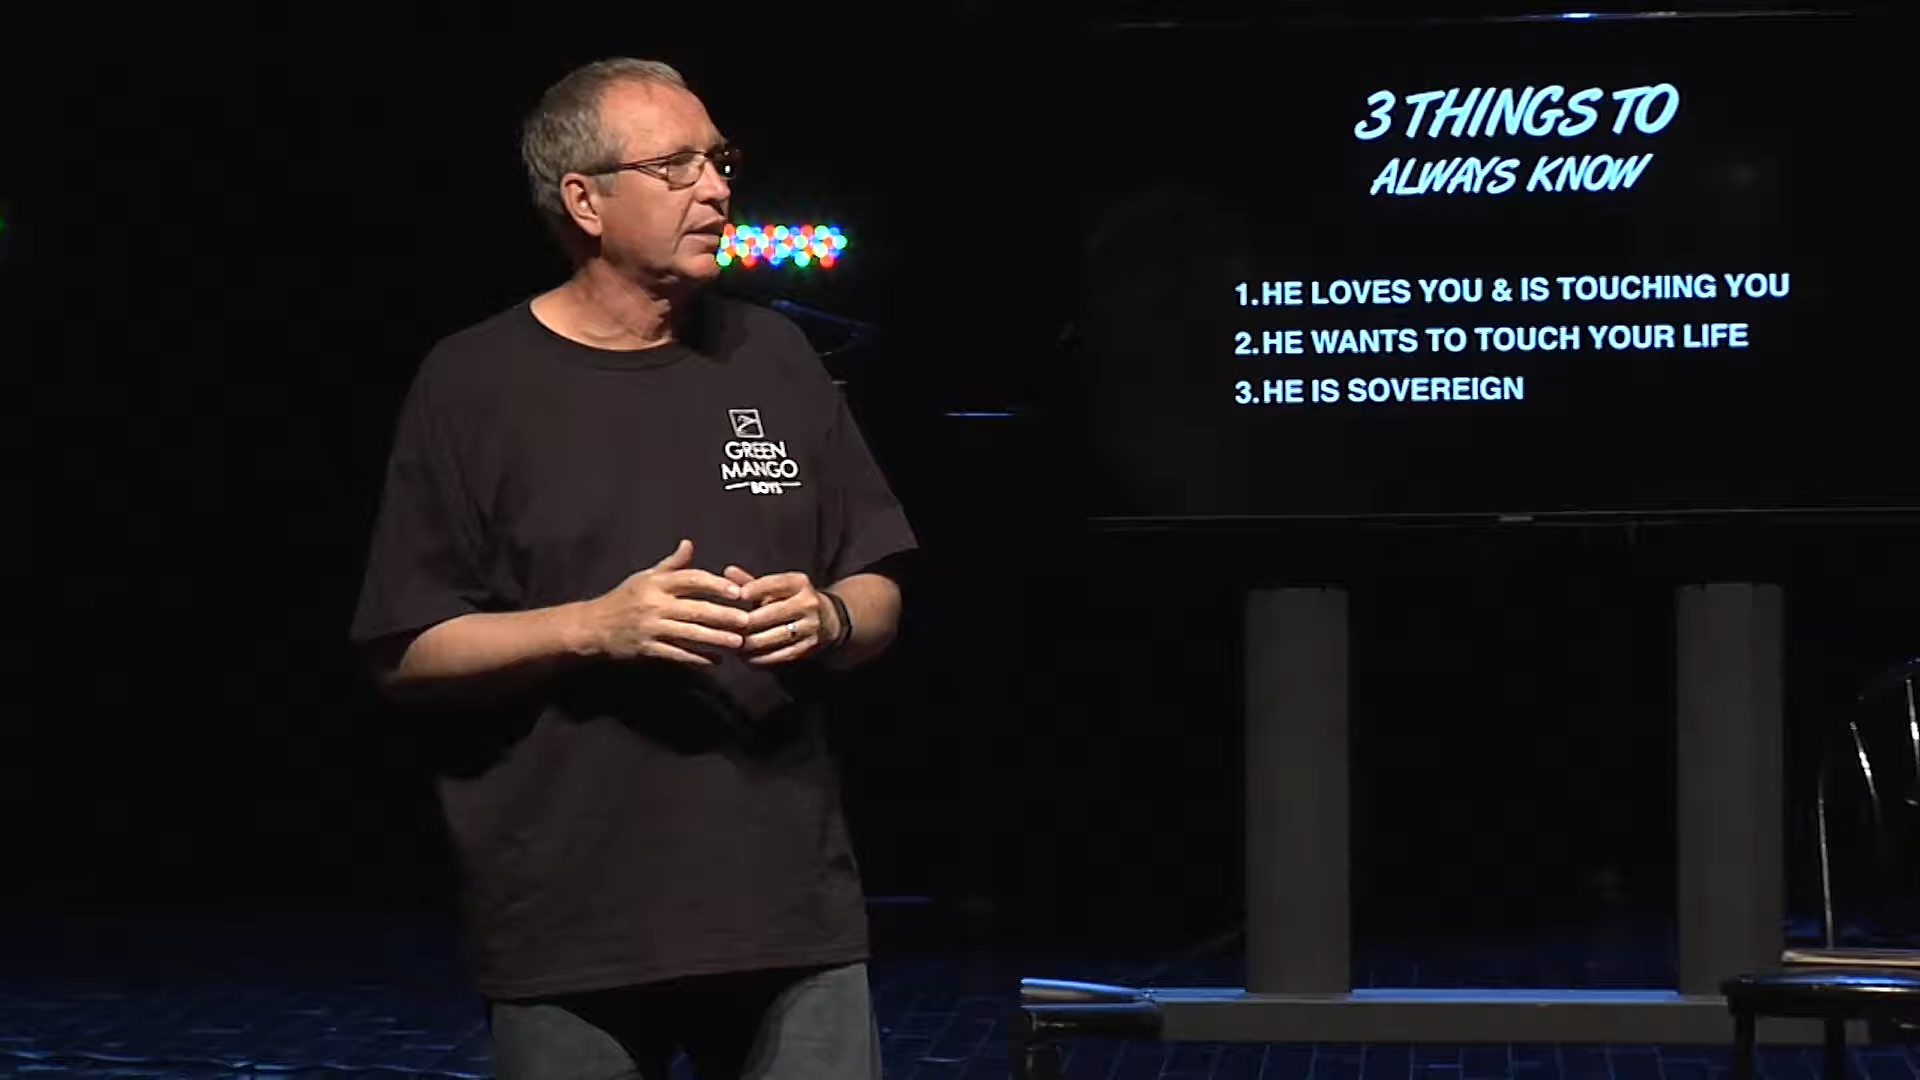 3 THINGS TO
ALWAYS KNOW
1. HE LOVES YOU & IS TOUCHING YOU
2. HE WANTS TO TOUCH YOUR LIFE
3. HE IS SOVEREIGN
GREEN
MANGO
BOYS